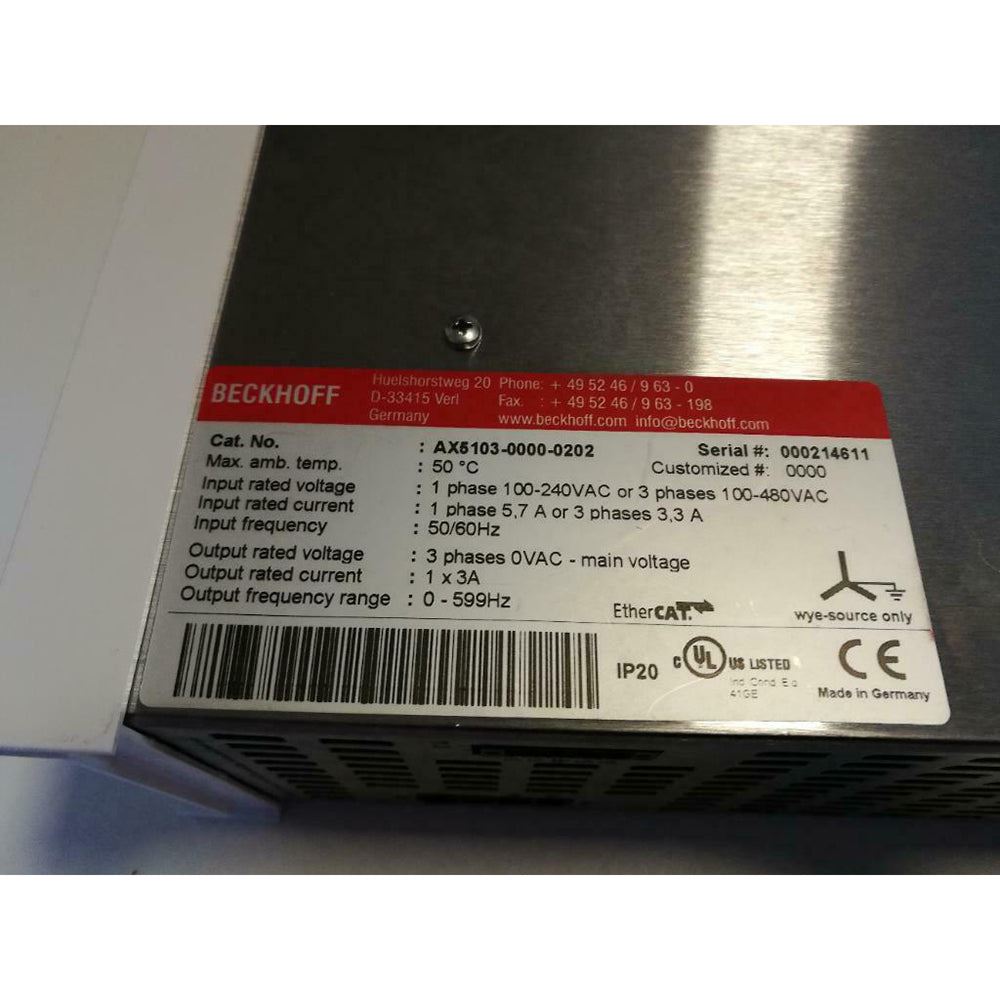 BECKHOFF
Huelshorstweg 20 Phone: + 49 52 46 / 9 63 - 0
D-33415 Verl Fax. : + 49 52 46 / 9 63 - 198
Germany www.beckhoff.com info@beckhoff.com
Cat. No. : AX5103-0000-0202 Serial #: 000214611
Max. amb. temp. : 50 °C Customized #: 0000
Input rated voltage : 1 phase 100-240VAC or 3 phases 100-480VAC
Input rated current : 1 phase 5,7 A or 3 phases 3,3 A
Input frequency : 50/60Hz
Output rated voltage : 3 phases 0VAC - main voltage
Output rated current : 1 x 3A
Output frequency range : 0 - 599Hz
EtherCAT. wye-source only
IP20 C UL US LISTED CE
Ind. Cond. Eq
41GE
Made in Germany